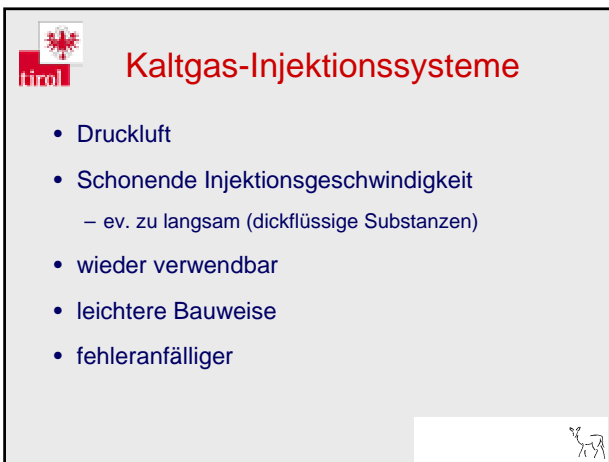 tirol
Kaltgas-Injektionssysteme
• Druckluft
• Schonende Injektionsgeschwindigkeit
– ev. zu langsam (dickflüssige Substanzen)
• wieder verwendbar
• leichtere Bauweise
• fehleranfälliger